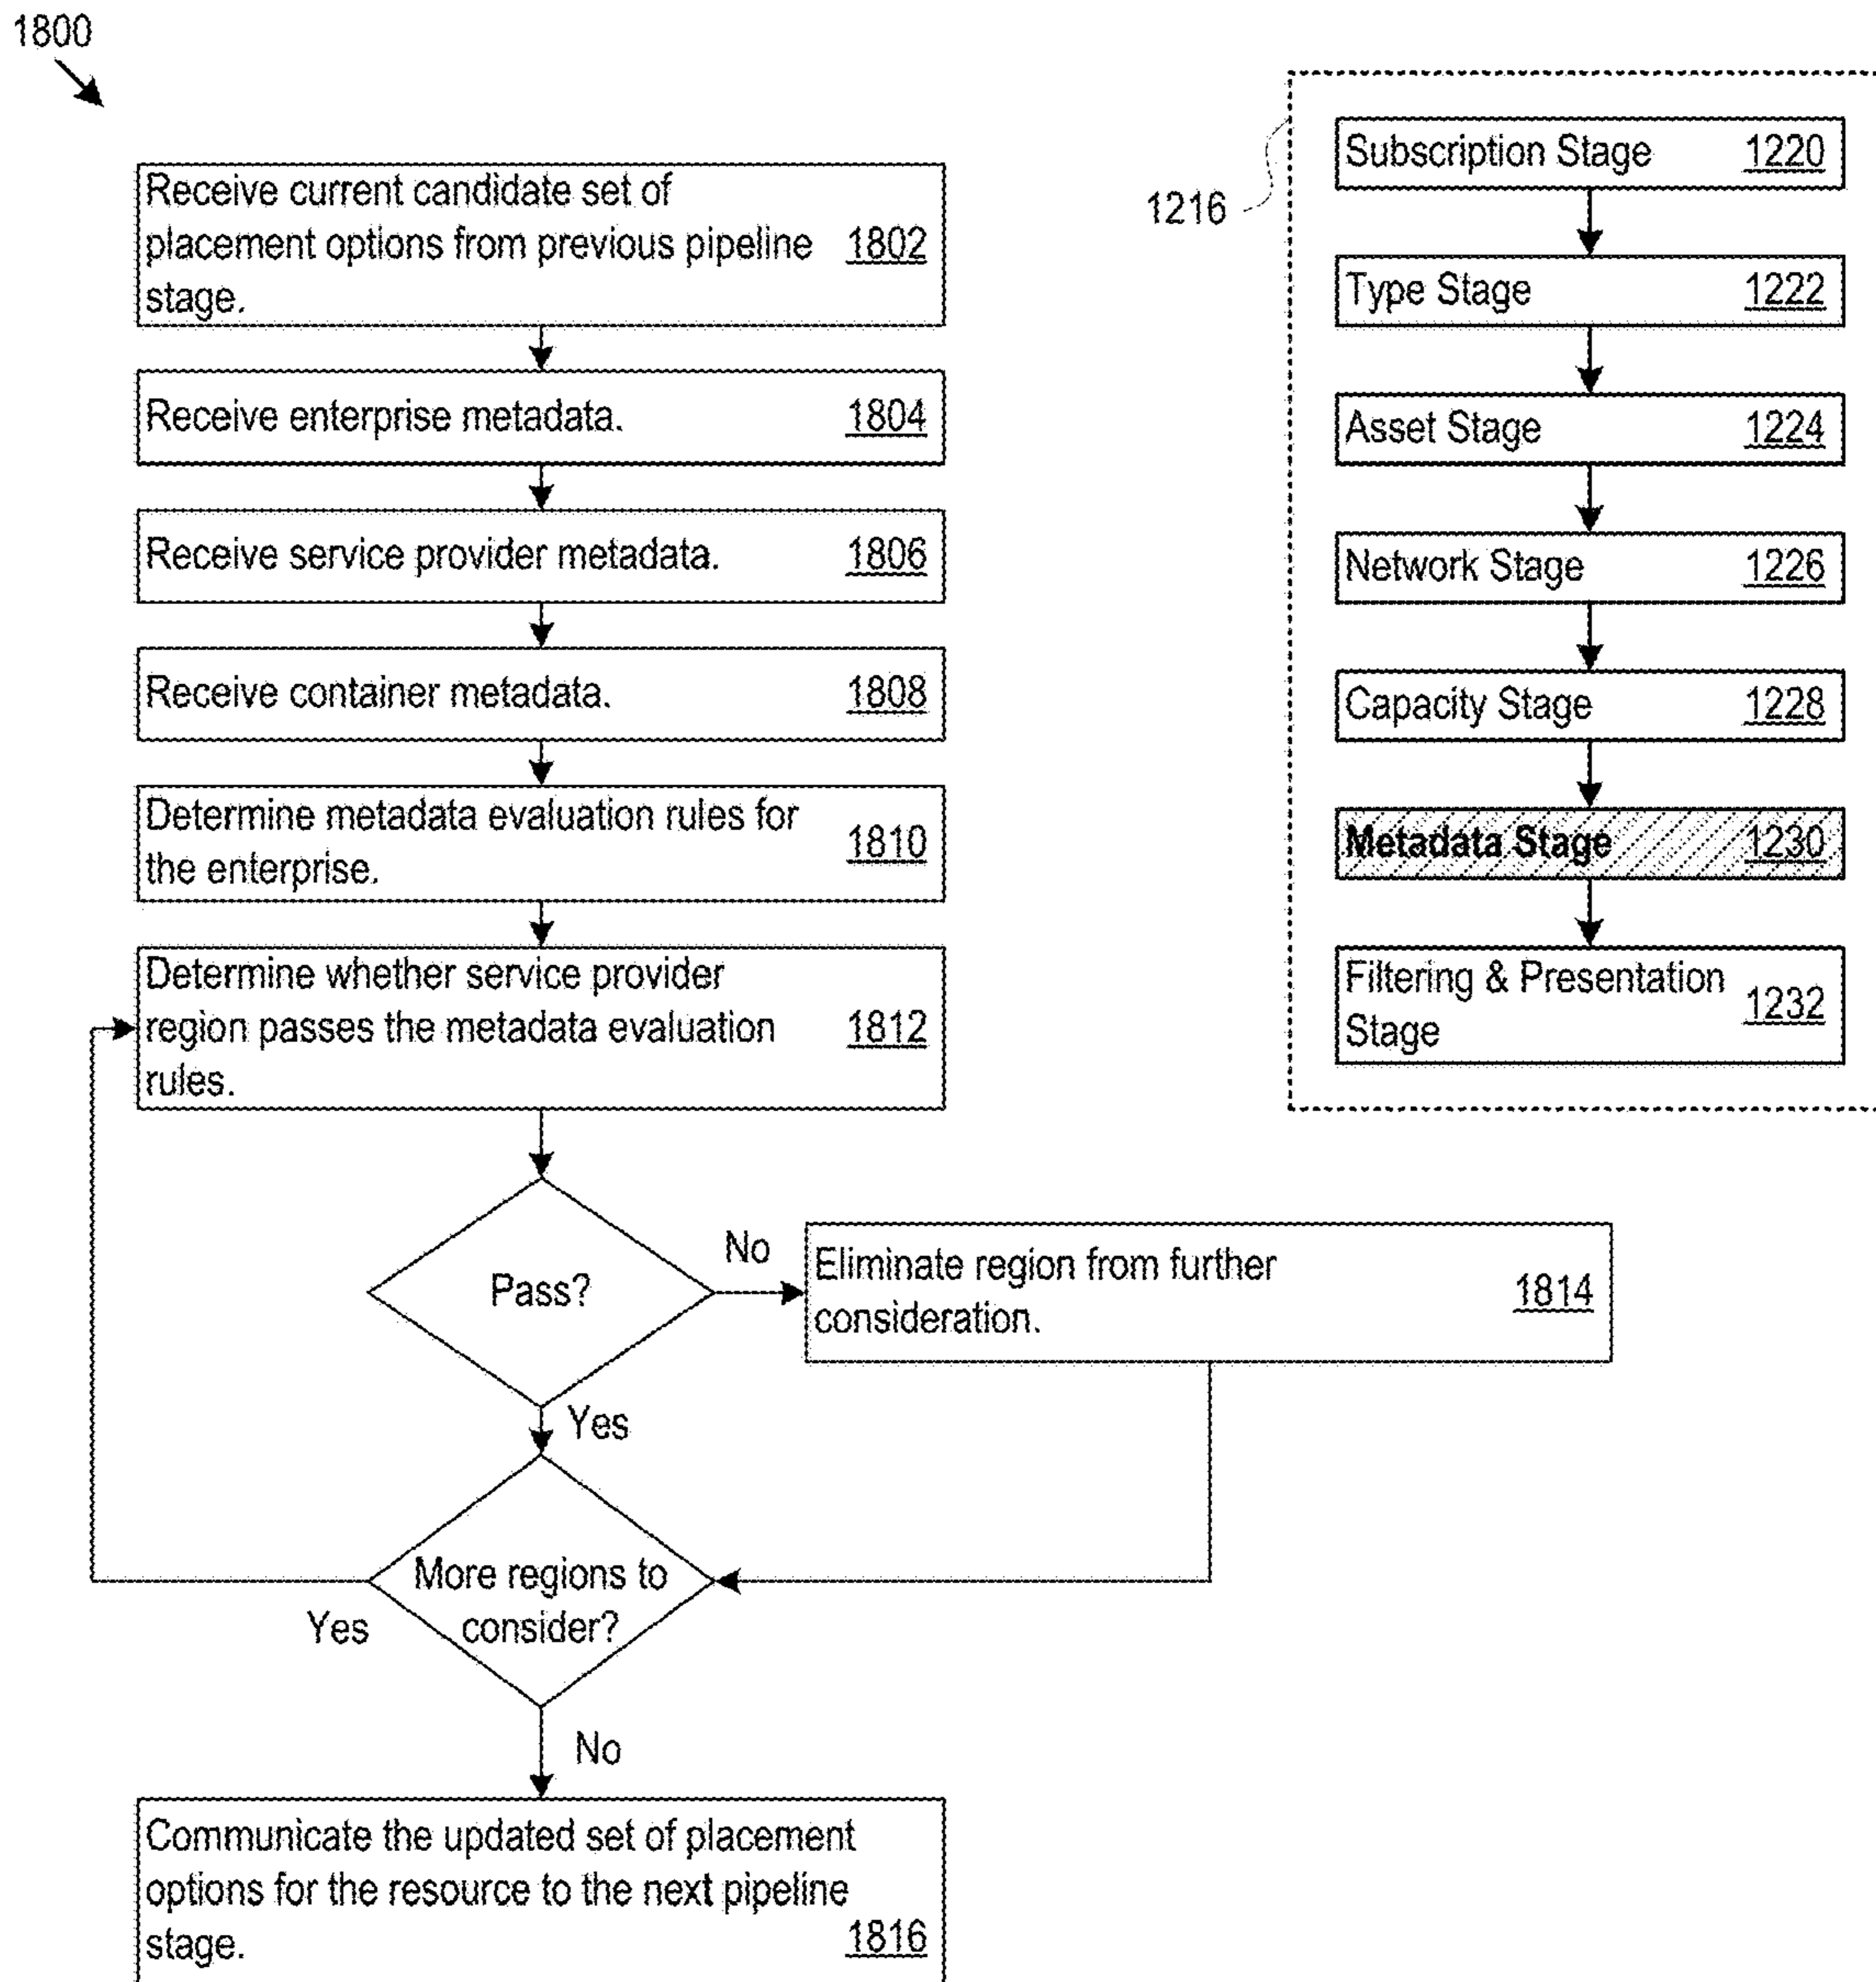 1800
Receive current candidate set of
placement options from previous pipeline 1802
stage.
Receive enterprise metadata. 1804
Receive service provider metadata. 1806
Receive container metadata. 1808
Determine metadata evaluation rules for
the enterprise. 1810
Determine whether service provider
region passes the metadata evaluation 1812
rules.
Pass?
No
Eliminate region from further
consideration. 1814
Yes
More regions to
consider?
Yes
No
Communicate the updated set of placement
options for the resource to the next pipeline
stage. 1816
1216
Subscription Stage 1220
Type Stage 1222
Asset Stage 1224
Network Stage 1226
Capacity Stage 1228
Metadata Stage 1230
Filtering & Presentation
Stage 1232